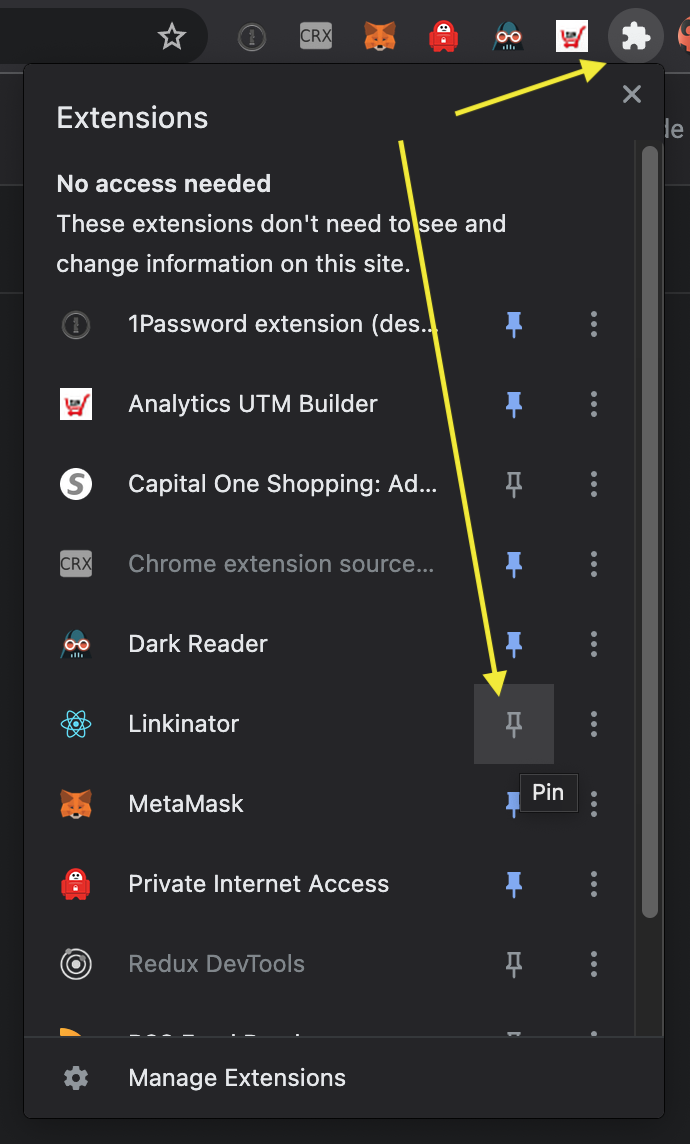 CRX
de
Extensions
No access needed
These extensions don't need to see and
change information on this site.
1Password extension (des...
Analytics UTM Builder
S
Capital One Shopping: Ad...
CRX
Chrome extension source...
Dark Reader
Linkinator
Pin
MetaMask
Private Internet Access
Redux DevTools
Manage Extensions